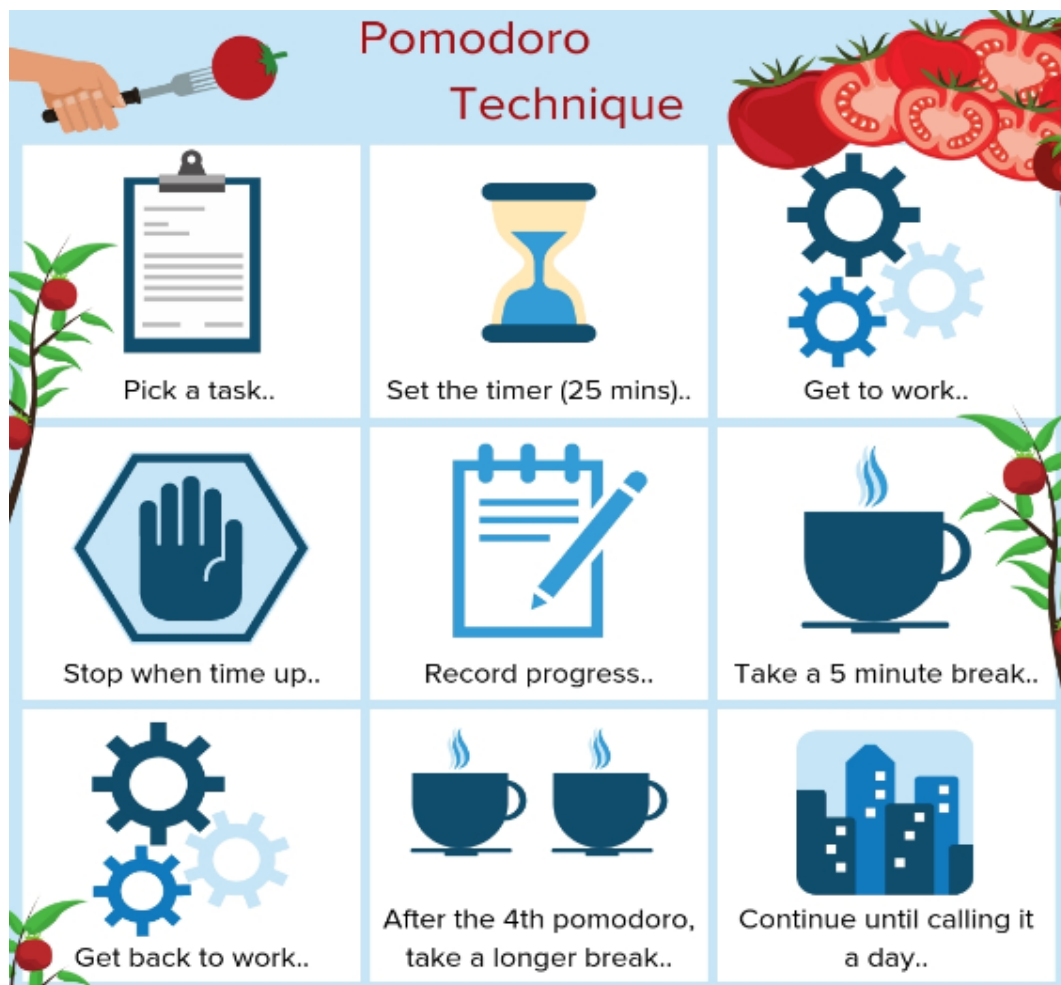 Pomodoro
Technique
Pick a task..
Set the timer (25 mins)..
Get to work..
Stop when time up..
Record progress..
Take a 5 minute break..
Get back to work..
After the 4th pomodoro,
take a longer break..
Continue until calling it
a day..